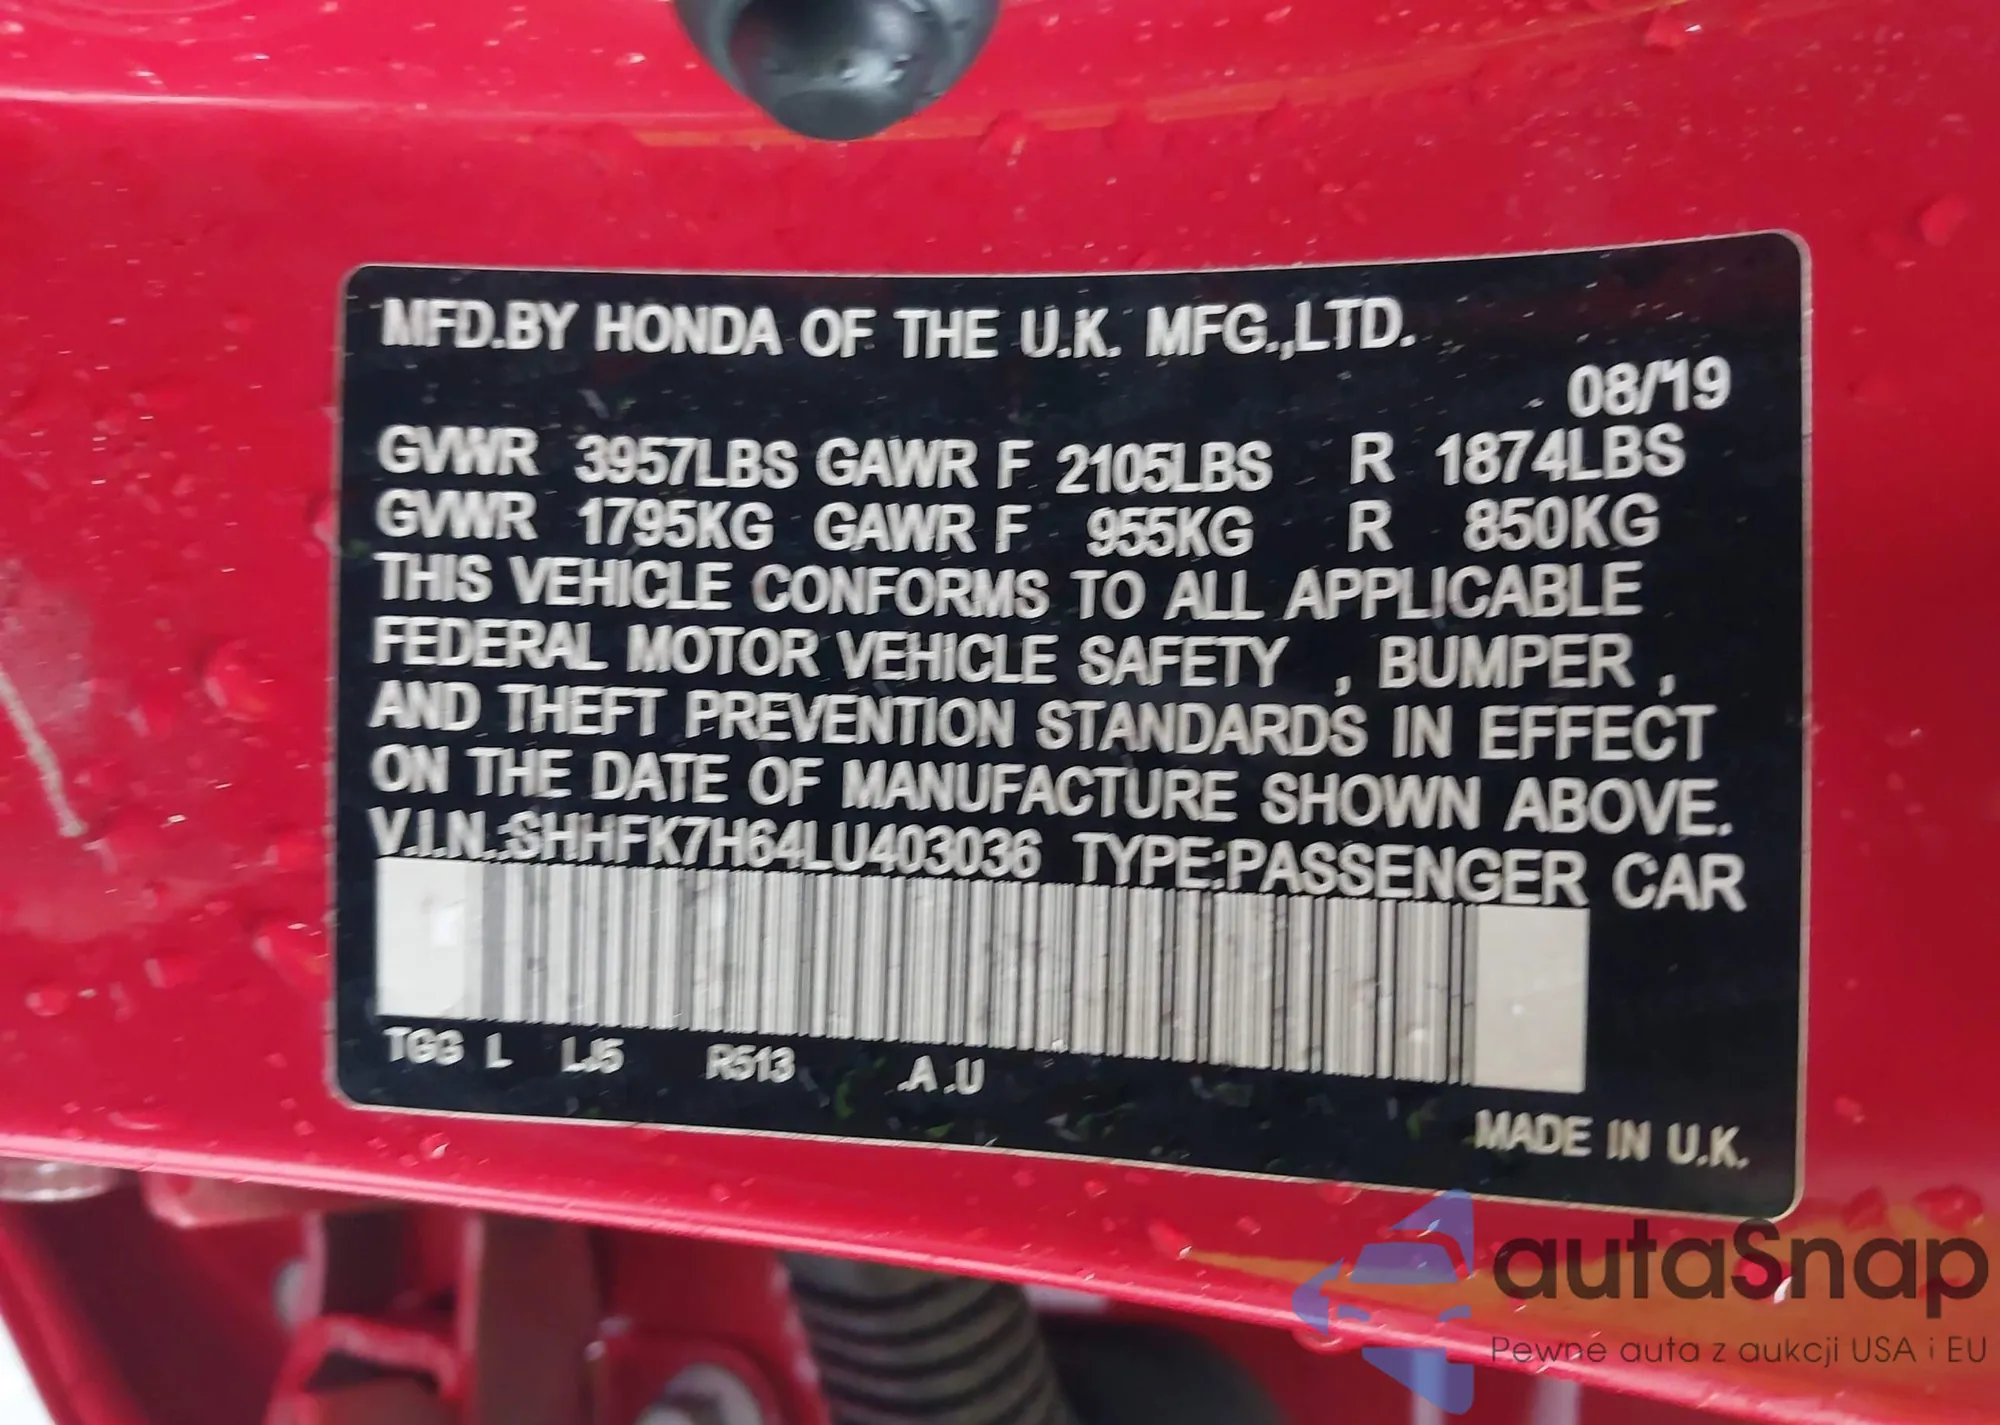 MFD.BY HONDA OF THE U.K. MFG.,LTD.
08/'19
GVWR 3957LBS GAWR F 2105LBS R 1874LBS
GVWR 1795KG GAWR F 955KG R 850KG
THIS VEHICLE CONFORMS TO ALL APPLICABLE
FEDERAL MOTOR VEHICLE SAFETY , BUMPER ,
AND THEFT PREVENTION STANDARDS IN EFFECT
ON THE DATE OF MANUFACTURE SHOWN ABOVE.
V.I.N.:SHHFK7H64LU403036 TYPE:PASSENGER CAR
TGG L LJ5 R513 .A .U
MADE IN U.K.
autaSnap
Pewne auta z aukcji USA i EU